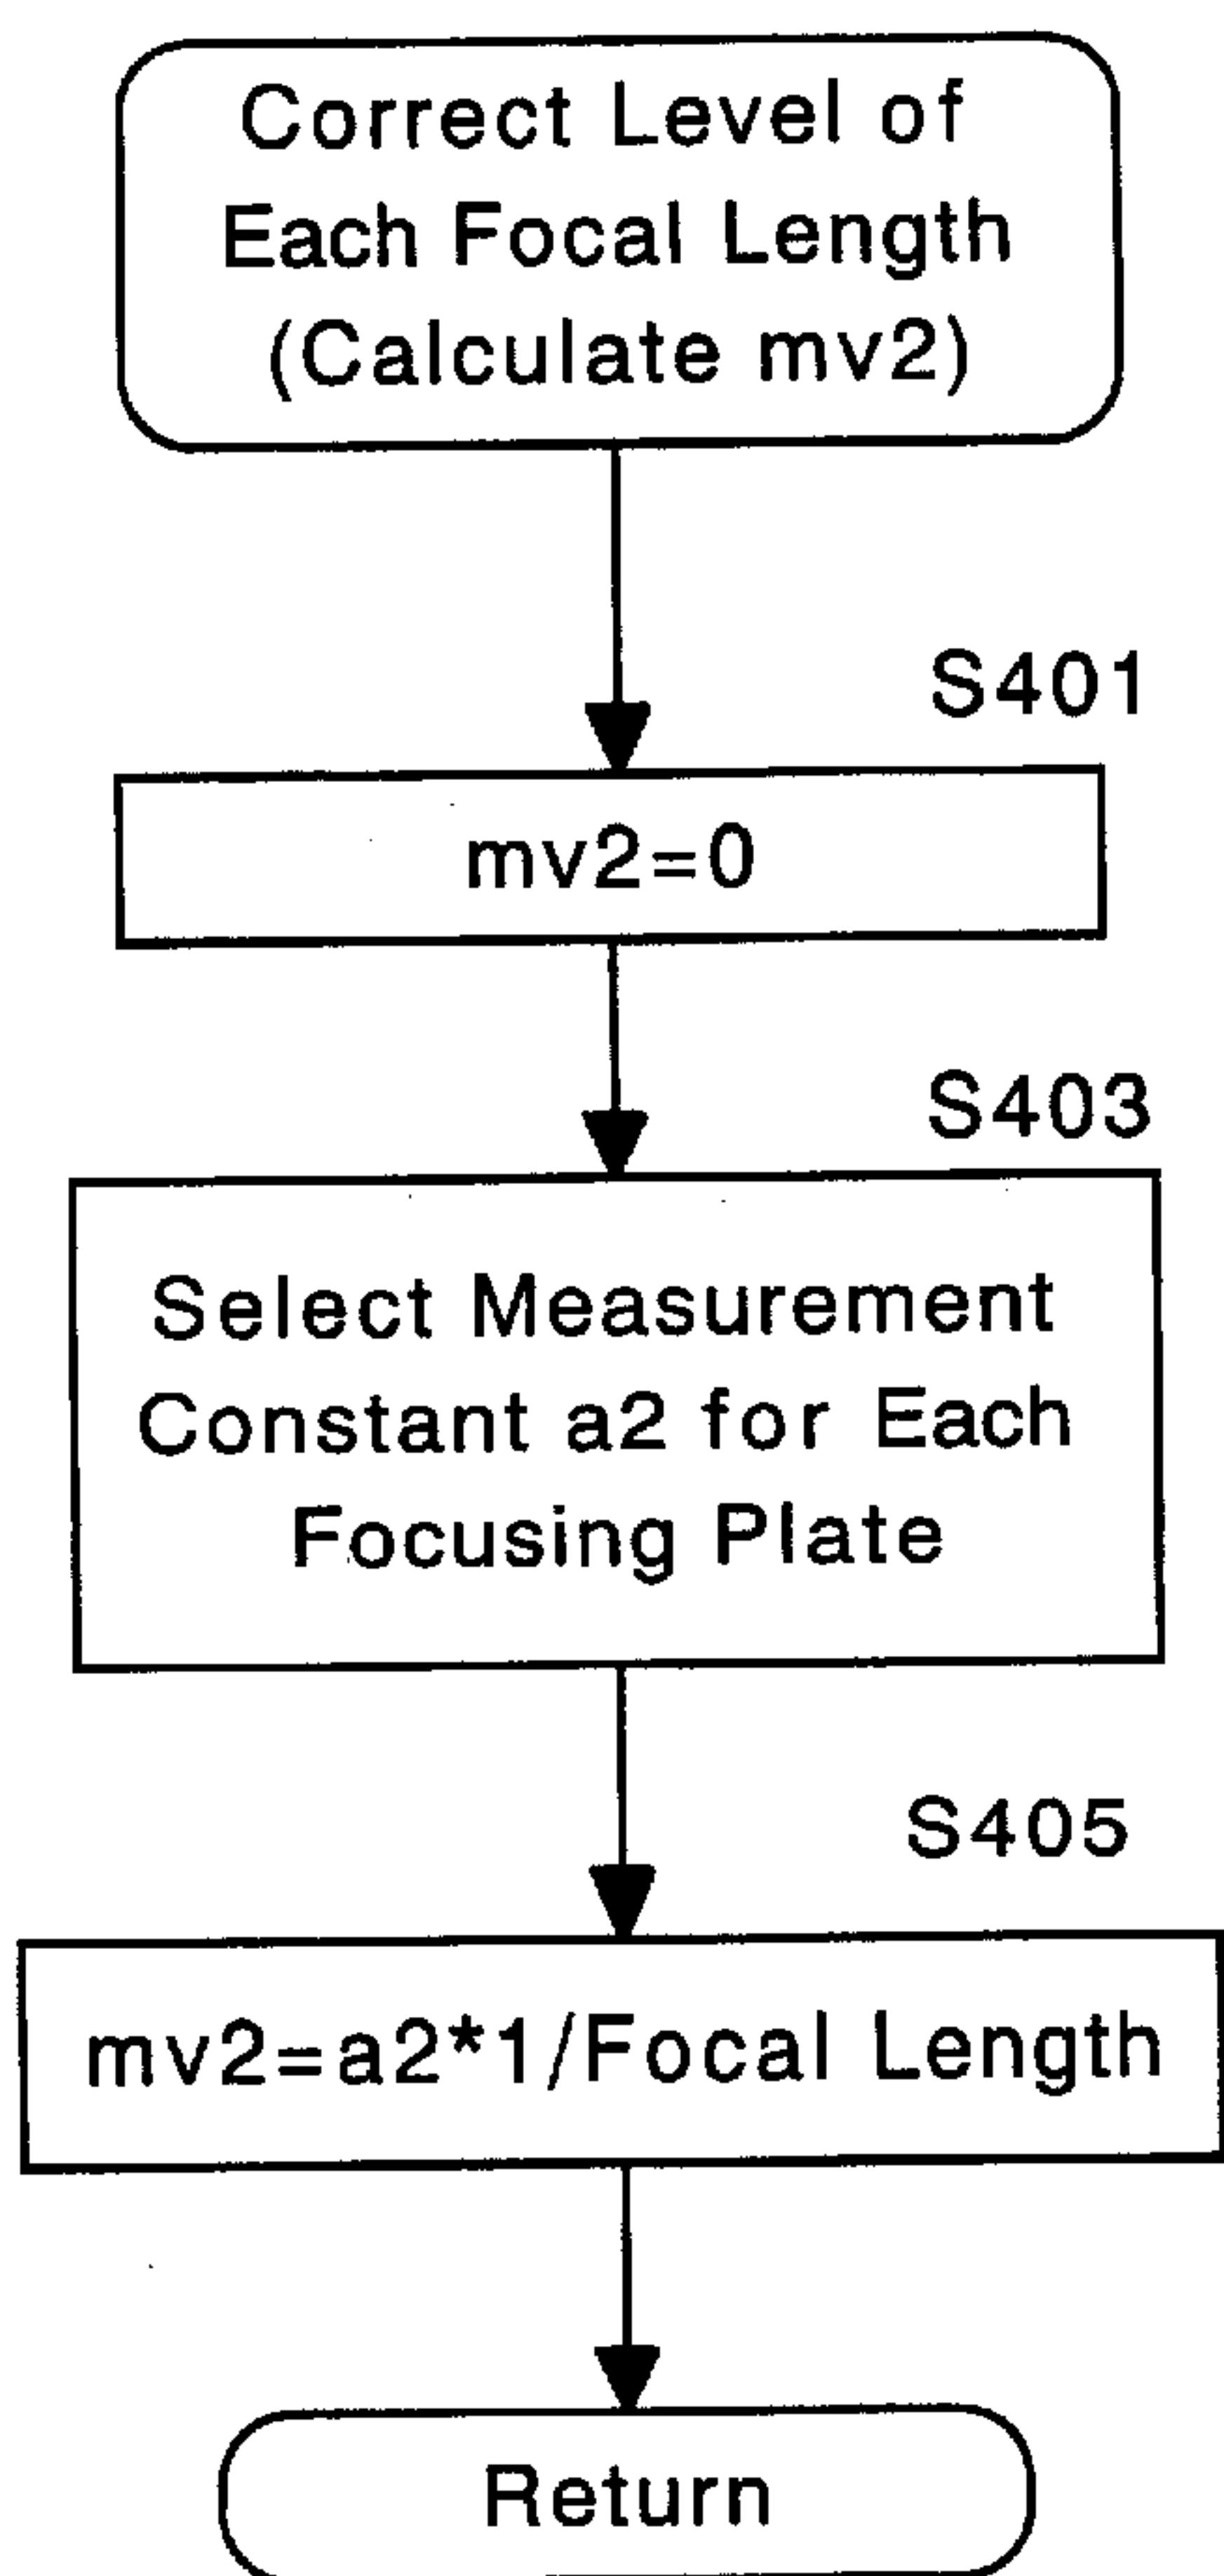 Correct Level of
Each Focal Length
(Calculate mv2)
S401
mv2=0
S403
Select Measurement
Constant a2 for Each
Focusing Plate
S405
mv2=a2*1/Focal Length
Return